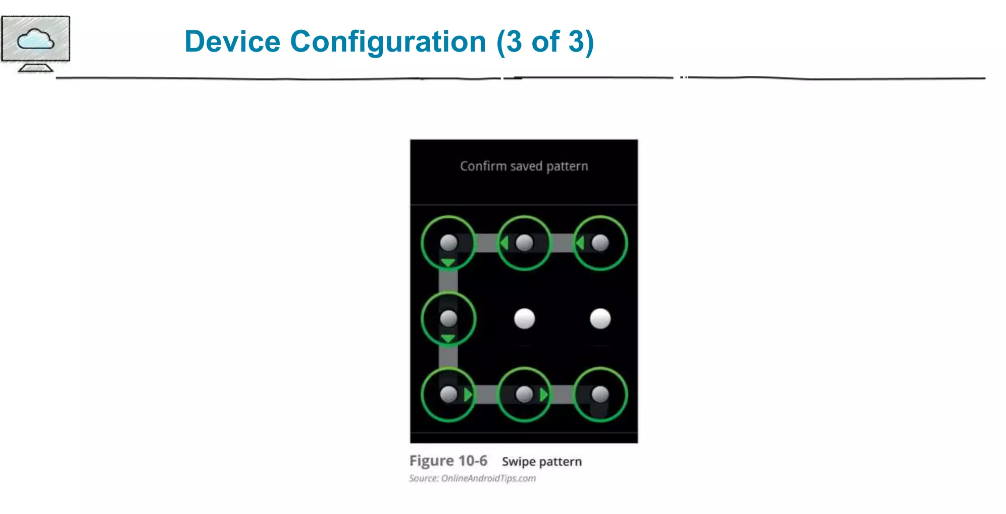 Device Configuration (3 of 3)
Confirm saved pattern
Figure 10-6 Swipe pattern
Source: OnlineAndroidTips.com